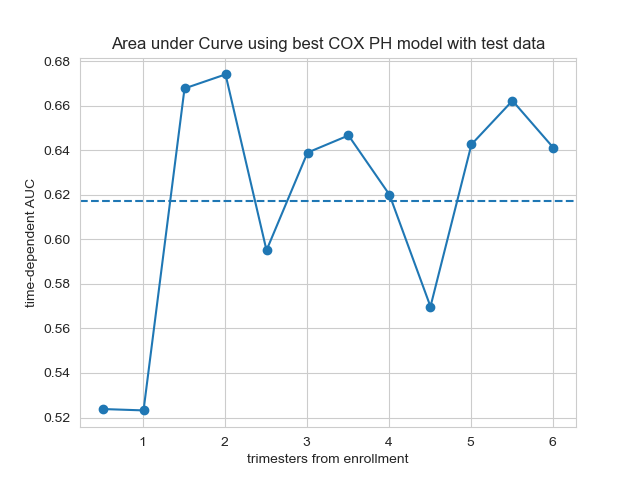 Area under Curve using best COX PH model with test data
0.68
0.66
0.64
0.62
0.60
0.58
0.56
0.54
0.52
time-dependent AUC
1 2 3 4 5 6
trimesters from enrollment